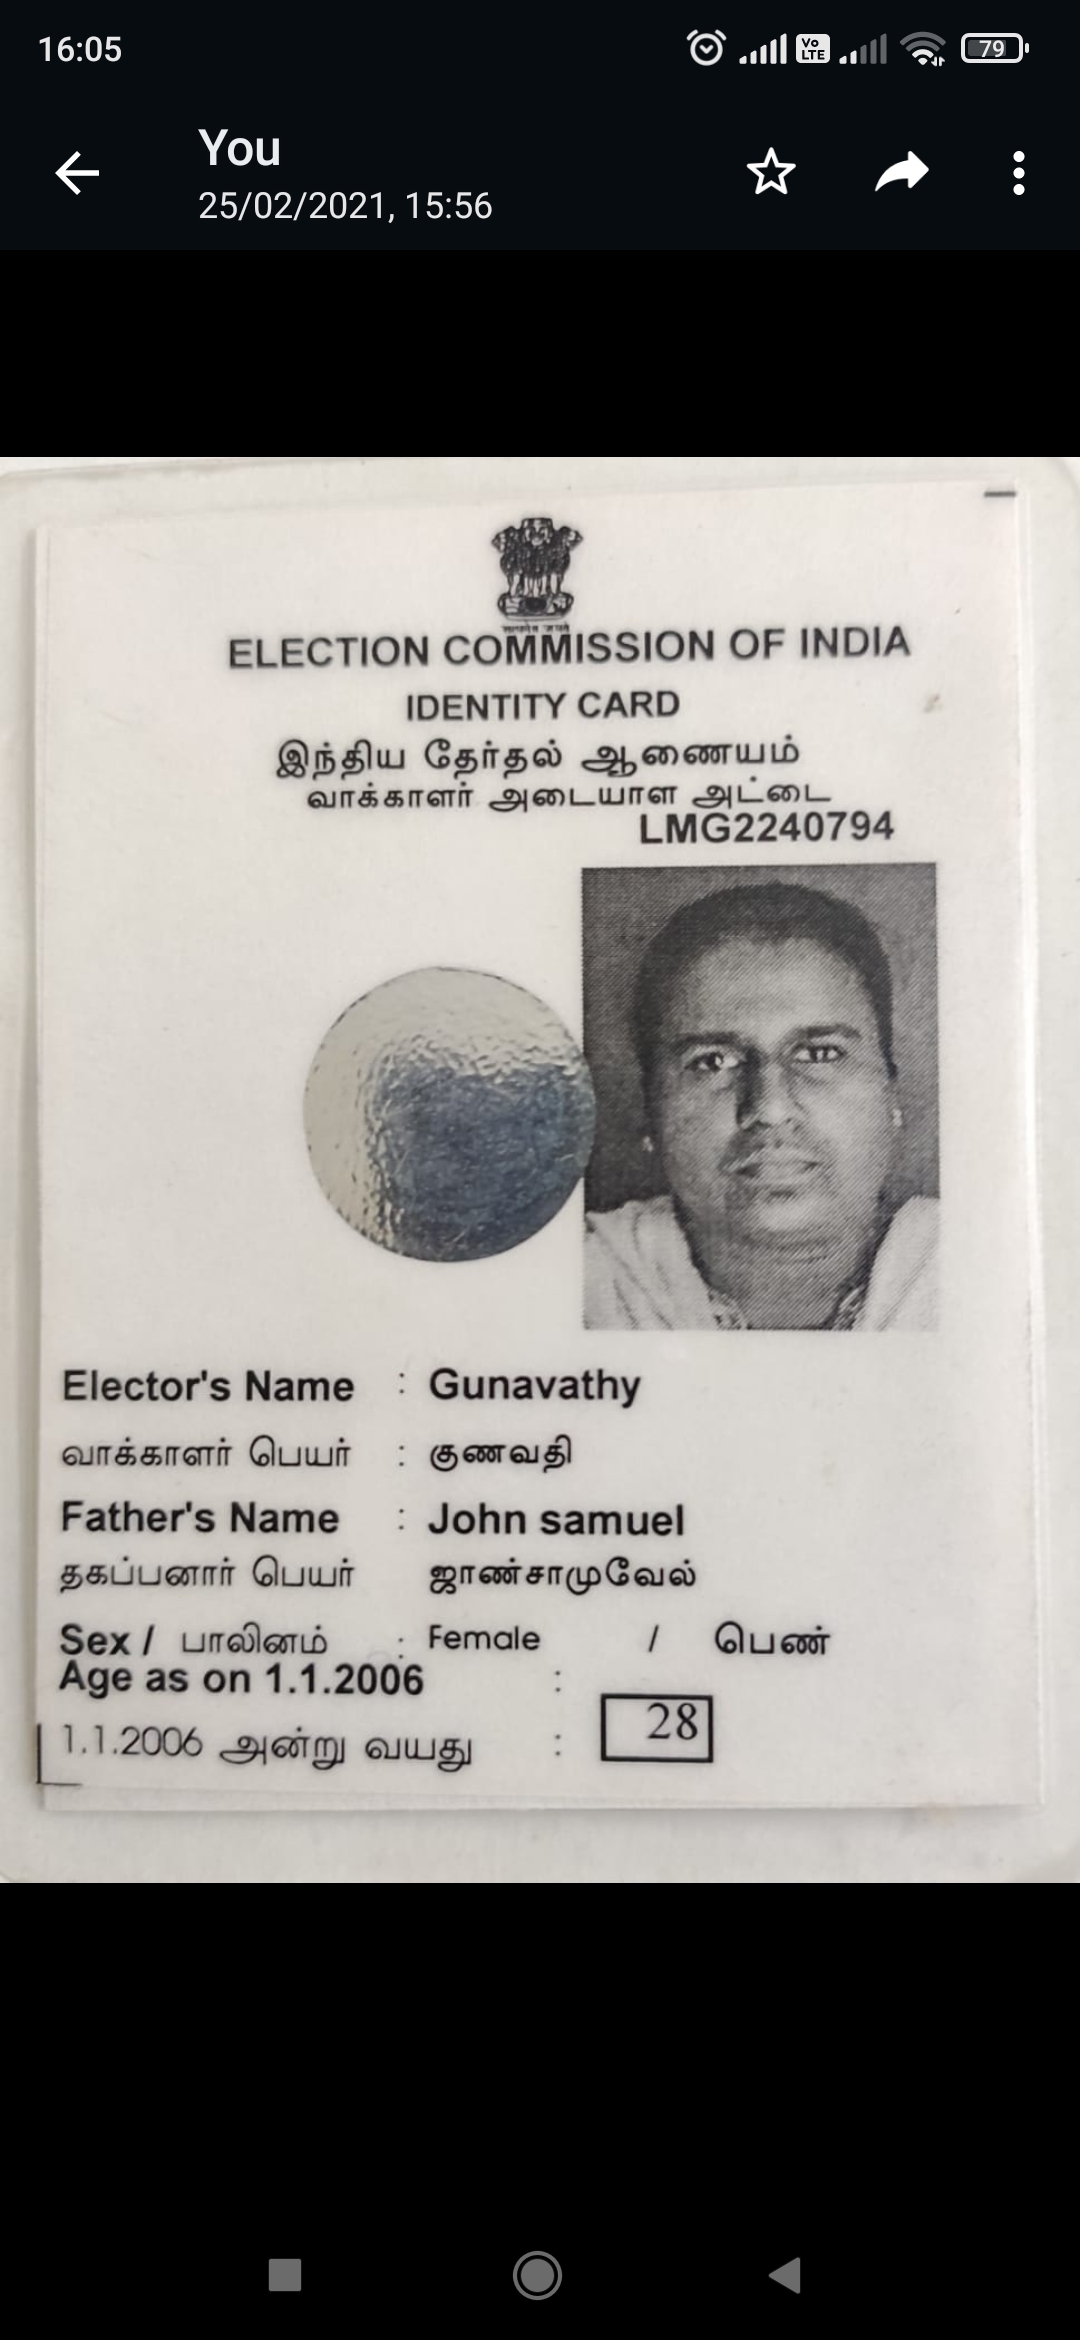 16:05
Vo LTE
79
You
25/02/2021, 15:56
सत्यमेव जयते
ELECTION COMMISSION OF INDIA
IDENTITY CARD
இந்திய தேர்தல் ஆணையம்
வாக்காளர் அடையாள அட்டை
LMG2240794
Elector's Name : Gunavathy
வாக்காளர் பெயர் : குணவதி
Father's Name : John samuel
தகப்பனார் பெயர் ஜாண்சாமுவேல்
Sex / பாலினம் : Female / பெண்
Age as on 1.1.2006 :
1.1.2006 அன்று வயது : 28